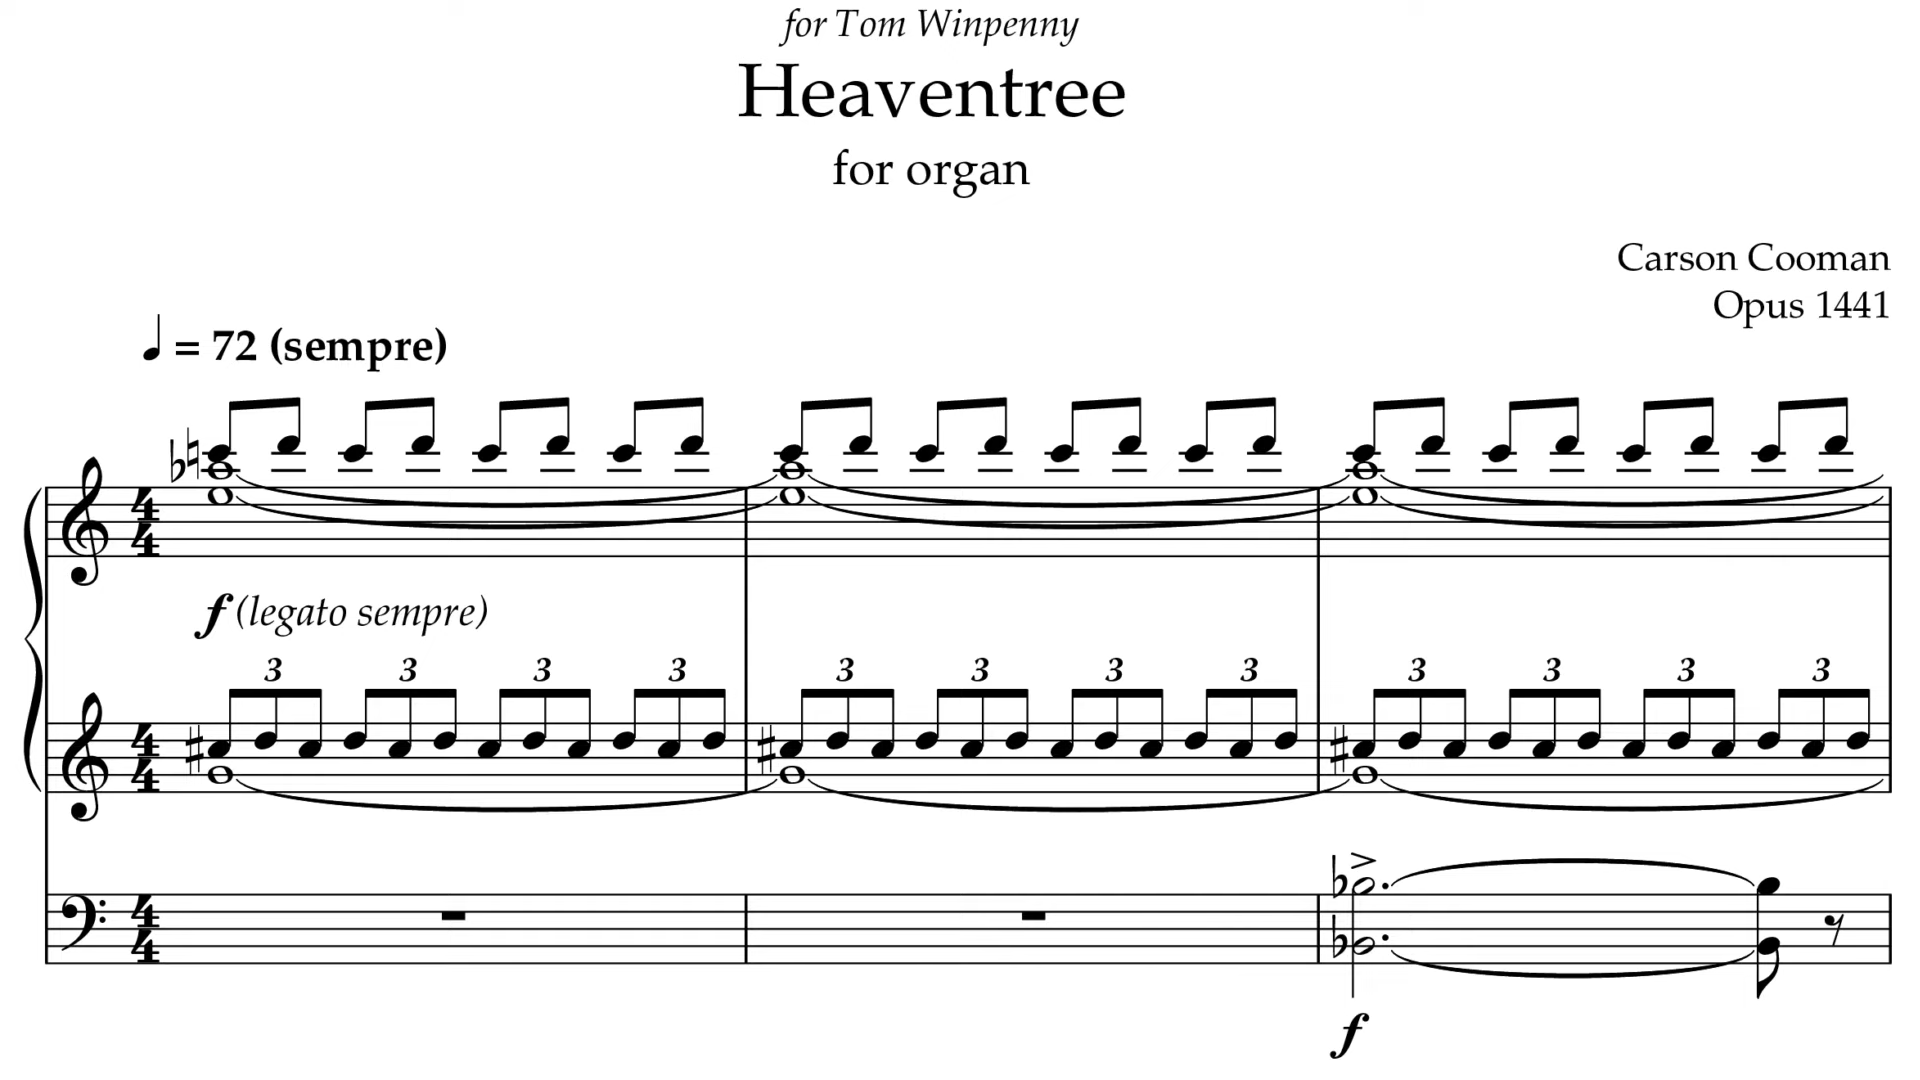 for Tom Winpenny
Heaventree
for organ
Carson Cooman
Opus 1441
= 72 (sempre)
f (legato sempre)
3 3 3 3 3 3 3 3 3 3 3 3
f